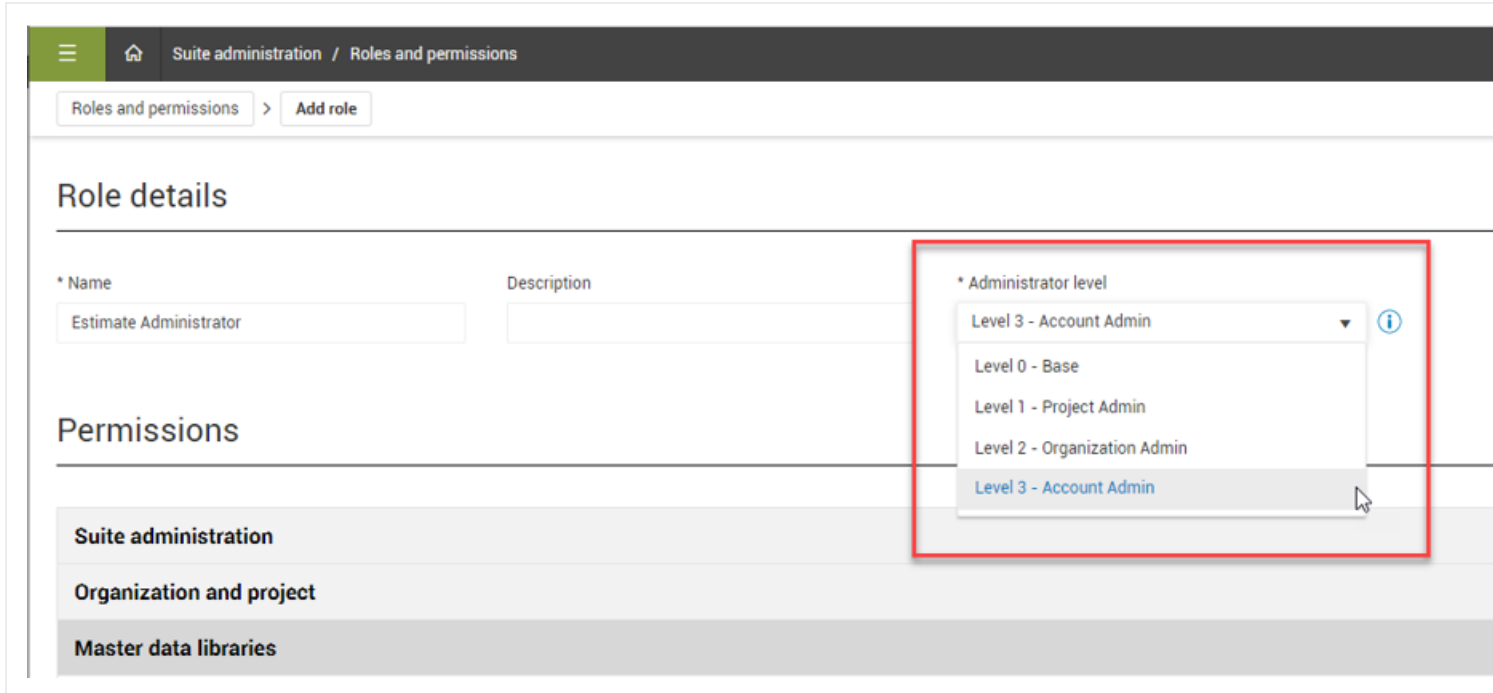 Suite administration / Roles and permissions
Roles and permissions > Add role
Role details
* Name
Description
* Administrator level
Estimate Administrator
Level 3 - Account Admin
Level 0 - Base
Level 1 - Project Admin
Level 2 - Organization Admin
Level 3 - Account Admin
Permissions
Suite administration
Organization and project
Master data libraries